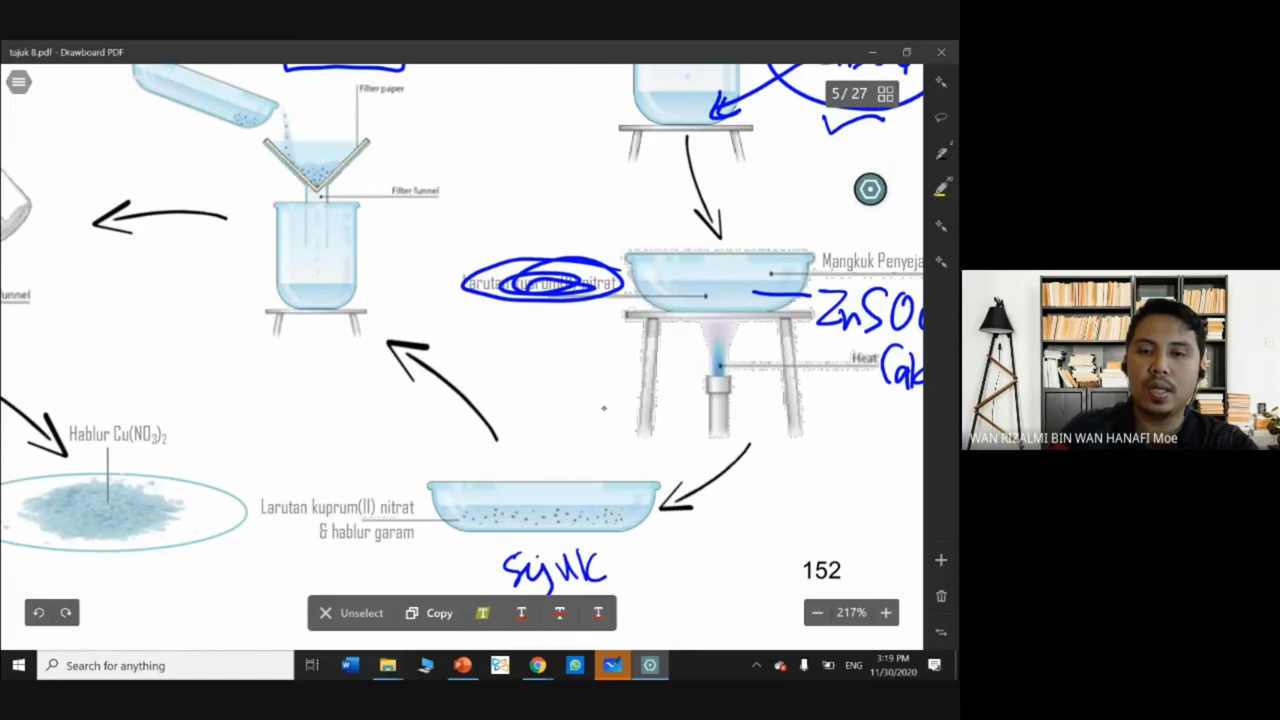 tajuk 8.pdf - Drawboard PDF
5 / 27
Filter paper
Filter funnel
Larutan kuprum(II) nitrat
Mangkuk Penyeja
ZnSO
unnel
Heat
Hablur Cu(NO3)2
Larutan kuprum(II) nitrat
& hablur garam
Sejuk
152
Unselect
Copy
217%
WAN RIZALMI BIN WAN HANAFI Moe
Search for anything
ENG
3:19 PM
11/30/2020